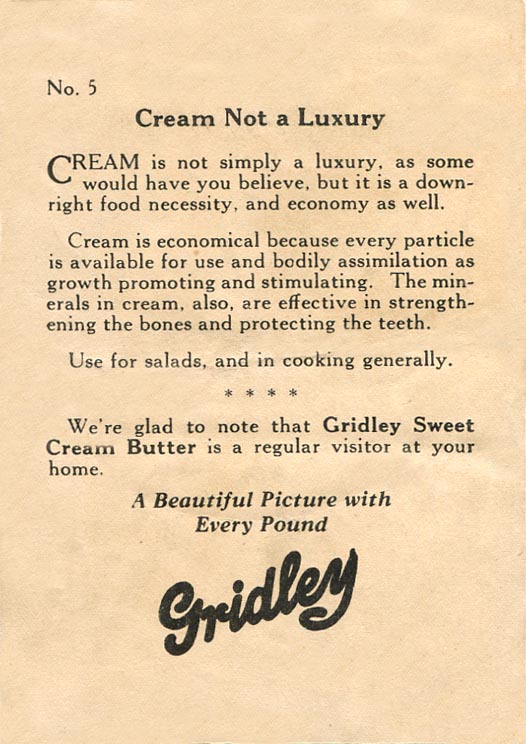 No. 5
Cream Not a Luxury
CREAM is not simply a luxury, as some
would have you believe, but it is a down-
right food necessity, and economy as well.
Cream is economical because every particle
is available for use and bodily assimilation as
growth promoting and stimulating. The min-
erals in cream, also, are effective in strength-
ening the bones and protecting the teeth.
Use for salads, and in cooking generally.
* * * *
We're glad to note that Gridley Sweet
Cream Butter is a regular visitor at your
home.
A Beautiful Picture with
Every Pound
Gridley